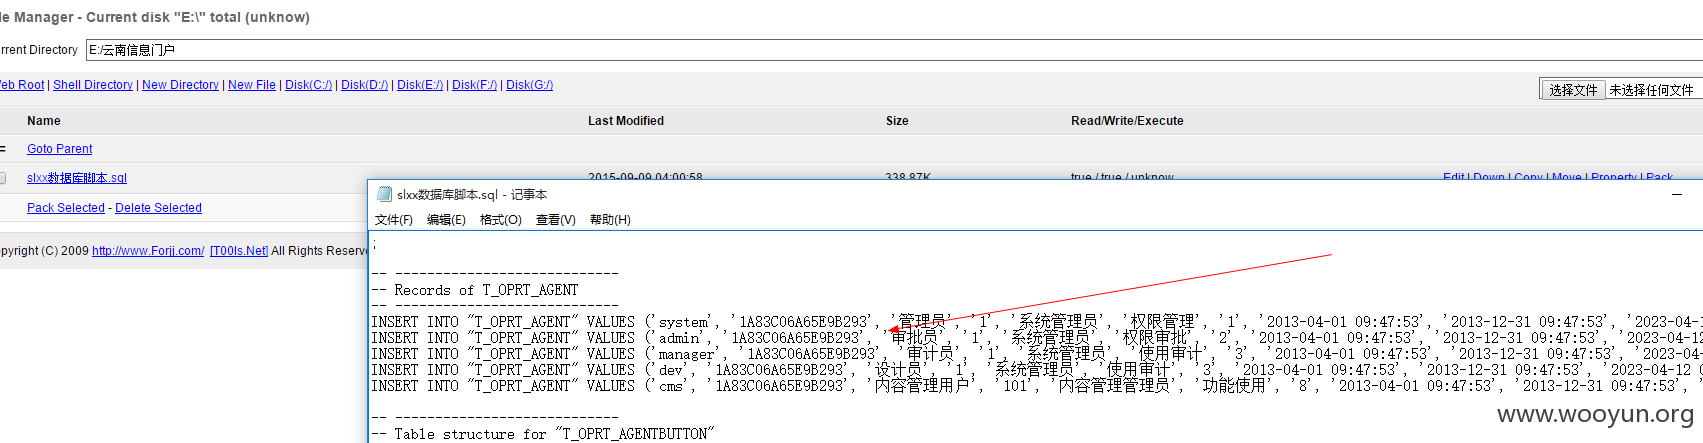 le Manager - Current disk "E:\" total (unknow)
rrent Directory E:/云南信息门户
eb Root | Shell Directory | New Directory | New File | Disk(C:/) | Disk(D:/) | Disk(E:/) | Disk(F:/) | Disk(G:/) 选择文件 未选择任何文件
Name Last Modified Size Read/Write/Execute
= Goto Parent
slxx数据库脚本.sql 2015-09-09 04:00:58 338.87K true / true / unknow Edit | Down | Copy | Move | Property | Pack
Pack Selected - Delete Selected
opyright (C) 2009 http://www.Forjj.com/ [T00ls.Net] All Rights Reserve
slxx数据库脚本.sql - 记事本
文件(F) 编辑(E) 格式(O) 查看(V) 帮助(H)
;
-- ----------------------------
-- Records of T_OPRT_AGENT
-- ----------------------------
INSERT INTO "T_OPRT_AGENT" VALUES ('system', '1A83C06A65E9B293', '管理员', '1', '系统管理员', '权限管理', '1', '2013-04-01 09:47:53', '2013-12-31 09:47:53', '2023-04-1
INSERT INTO "T_OPRT_AGENT" VALUES ('admin', '1A83C06A65E9B293', '审批员', '1', '系统管理员', '权限审批', '2', '2013-04-01 09:47:53', '2013-12-31 09:47:53', '2023-04-12
INSERT INTO "T_OPRT_AGENT" VALUES ('manager', '1A83C06A65E9B293', '审计员', '1', '系统管理员', '使用审计', '3', '2013-04-01 09:47:53', '2013-12-31 09:47:53', '2023-04-
INSERT INTO "T_OPRT_AGENT" VALUES ('dev', '1A83C06A65E9B293', '设计员', '1', '系统管理员', '使用审计', '3', '2013-04-01 09:47:53', '2013-12-31 09:47:53', '2023-04-12 0
INSERT INTO "T_OPRT_AGENT" VALUES ('cms', '1A83C06A65E9B293', '内容管理用户', '101', '内容管理管理员', '功能使用', '8', '2013-04-01 09:47:53', '2013-12-31 09:47:53',
-- ----------------------------
-- Table structure for "T_OPRT_AGENTBUTTON"
www.wooyun.org